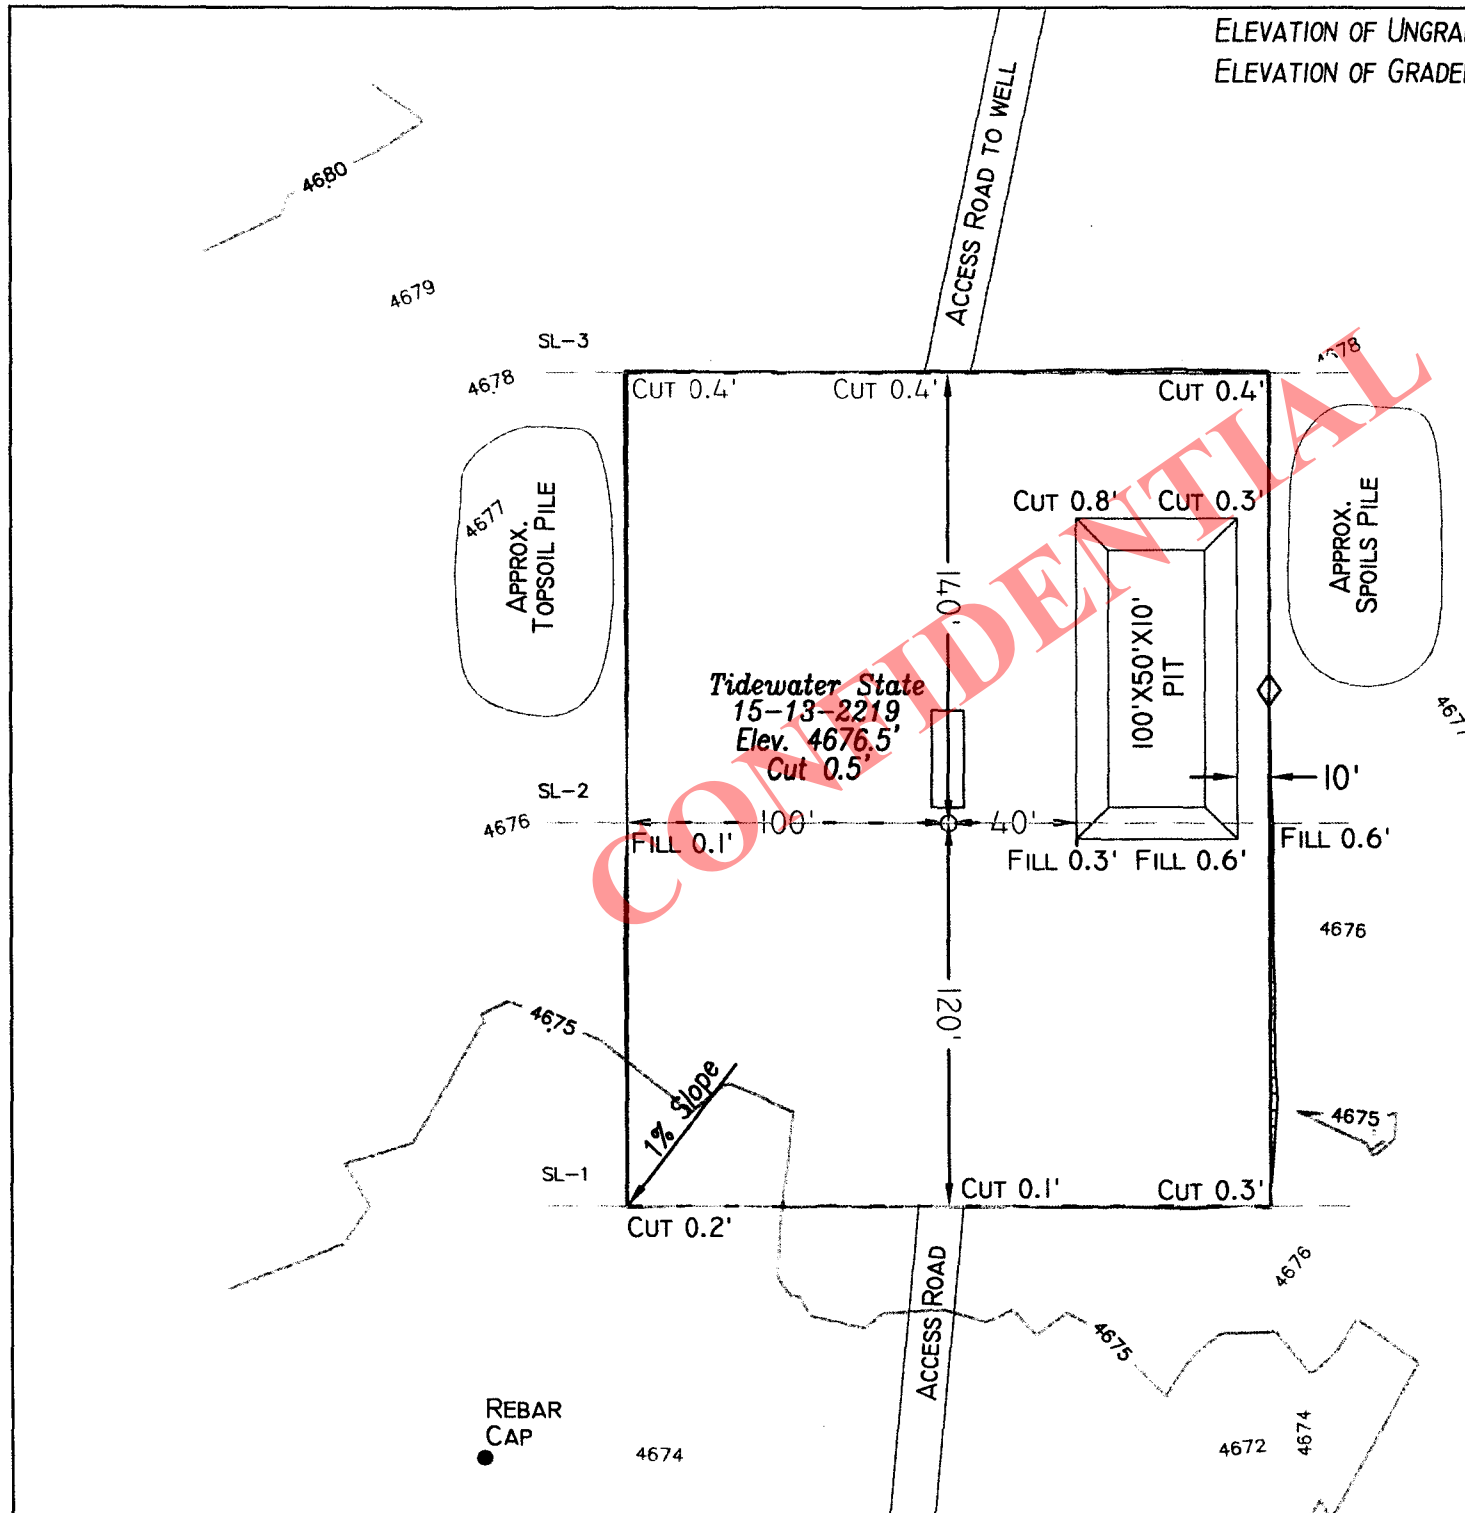 ELEVATION OF UNGRA
ELEVATION OF GRADE
ACCESS ROAD TO WELL
4680
4679
SL-3
4678
4678
CUT 0.4'
CUT 0.4'
CUT 0.4'
APPROX.
TOPSOIL PILE
4677
CUT 0.8'
CUT 0.3'
APPROX.
SPOILS PILE
140'
100'X50'X10'
PIT
Tidewater State
15-13-2219
Elev. 4676.5'
Cut 0.5'
4677
10'
SL-2
4676
100'
40'
FILL 0.1'
FILL 0.3'
FILL 0.6'
FILL 0.6'
CONFIDENTIAL
4676
120'
4675
1% Slope
4675
SL-1
CUT 0.1'
CUT 0.3'
CUT 0.2'
ACCESS ROAD
4676
4675
REBAR
CAP
4674
4672
4674